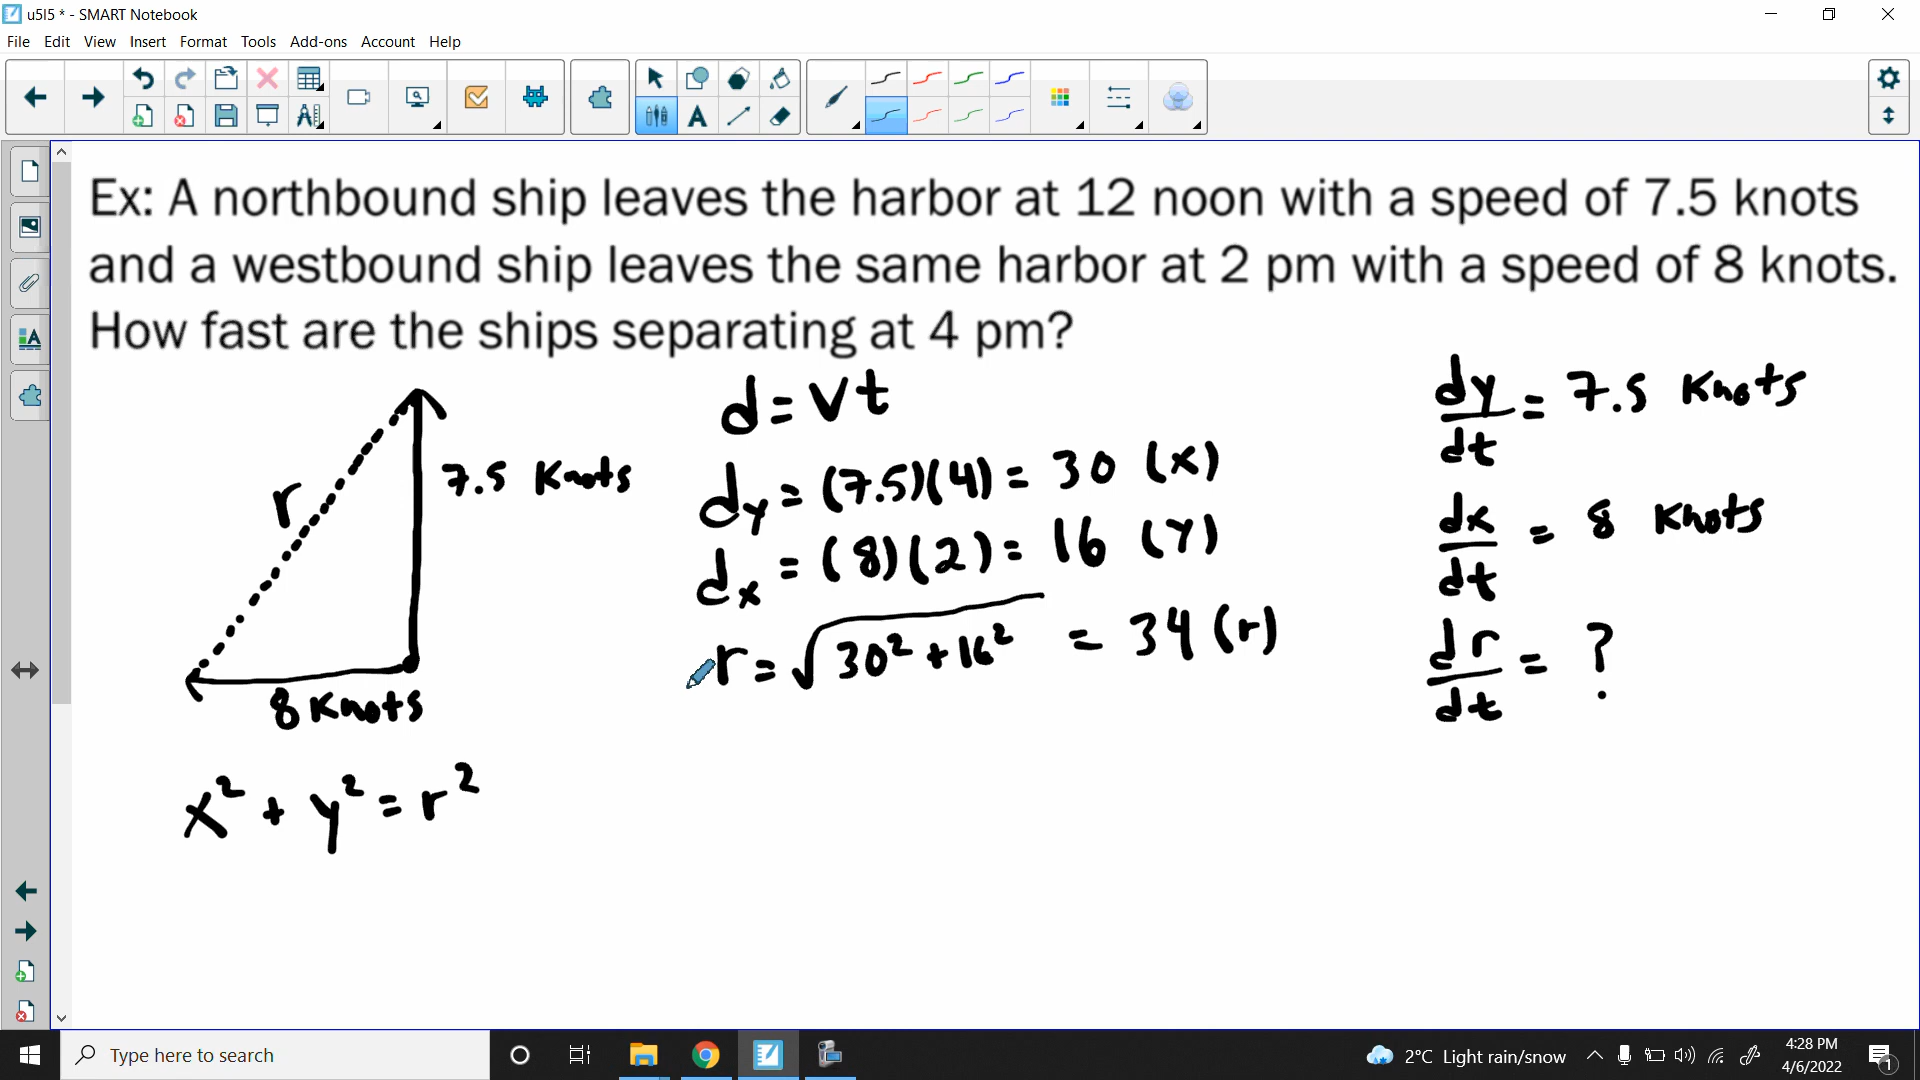 u5l5 * - SMART Notebook
File Edit View Insert Format Tools Add-ons Account Help
Ex: A northbound ship leaves the harbor at 12 noon with a speed of 7.5 knots
and a westbound ship leaves the same harbor at 2 pm with a speed of 8 knots.
How fast are the ships separating at 4 pm?
r
7.5 Knots
8 Knots
x² + y² = r²
d = vt
dy = (7.5)(4) = 30 (x)
dx = (8)(2) = 16 (Y)
r = √30² + 16² = 34 (r)
dy/dt = 7.5 Knots
dx/dt = 8 Knots
dr/dt = ?
Type here to search
2°C Light rain/snow
4:28 PM
4/6/2022
1